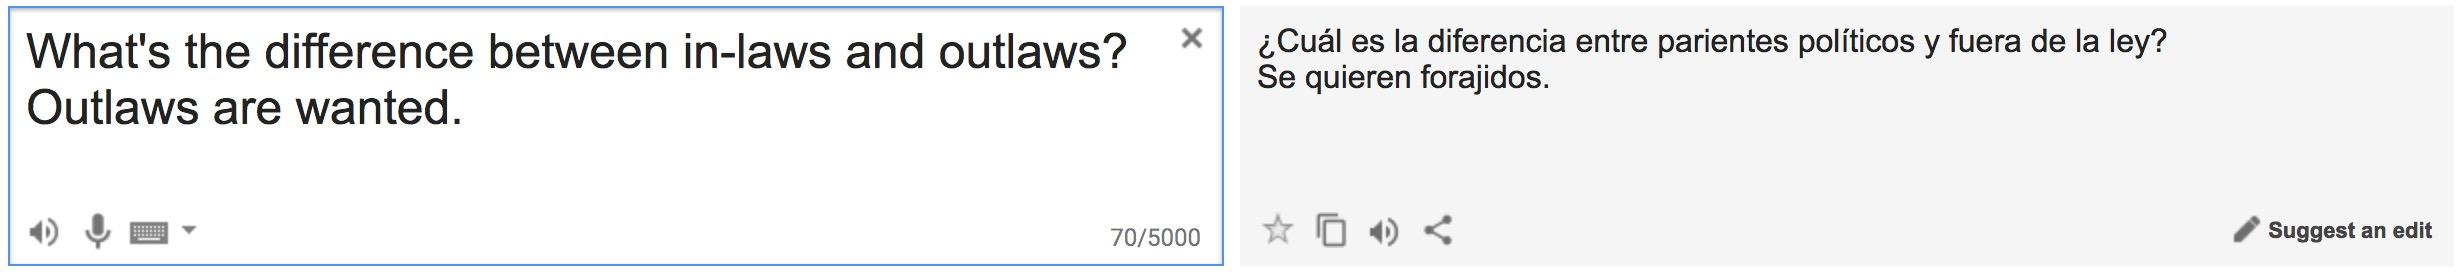 What's the difference between in-laws and outlaws?
Outlaws are wanted.
70/5000
¿Cuál es la diferencia entre parientes políticos y fuera de la ley?
Se quieren forajidos.
Suggest an edit